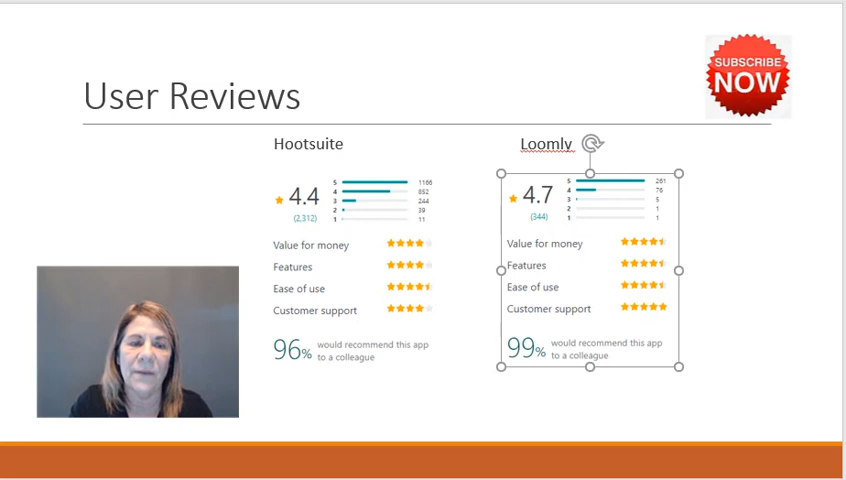 SUBSCRIBE
NOW
User Reviews
Hootsuite
4.4
(2,312)
5 1166
4 852
3 244
2 39
1 11
Value for money
Features
Ease of use
Customer support
96% would recommend this app
to a colleague
Loomly
4.7
(344)
5 261
4 76
3 5
2 1
1 1
Value for money
Features
Ease of use
Customer support
99% would recommend this app
to a colleague